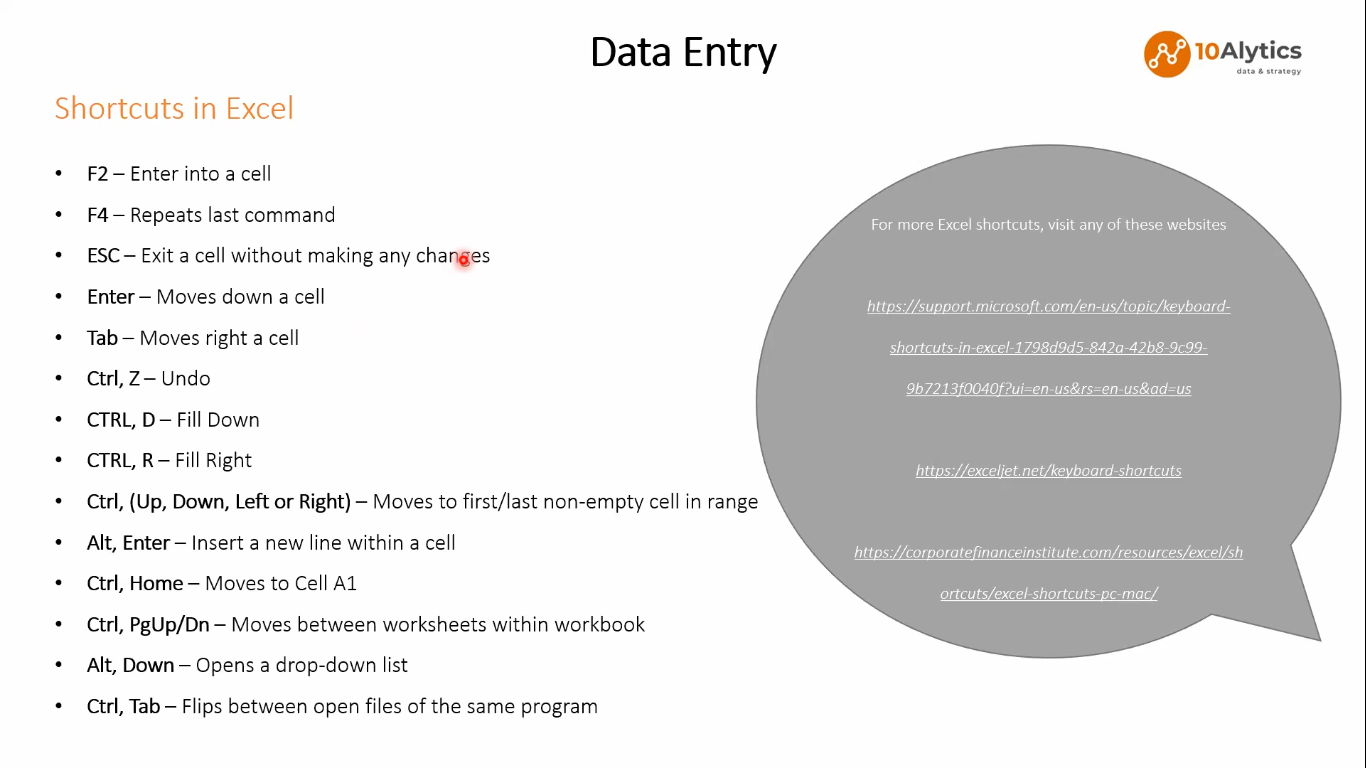 Data Entry
10Alytics
data & strategy
Shortcuts in Excel
• F2 – Enter into a cell
• F4 – Repeats last command
• ESC – Exit a cell without making any changes
• Enter – Moves down a cell
• Tab – Moves right a cell
• Ctrl, Z – Undo
• CTRL, D – Fill Down
• CTRL, R – Fill Right
• Ctrl, (Up, Down, Left or Right) – Moves to first/last non-empty cell in range
• Alt, Enter – Insert a new line within a cell
• Ctrl, Home – Moves to Cell A1
• Ctrl, PgUp/Dn – Moves between worksheets within workbook
• Alt, Down – Opens a drop-down list
• Ctrl, Tab – Flips between open files of the same program
For more Excel shortcuts, visit any of these websites
https://support.microsoft.com/en-us/topic/keyboard-
shortcuts-in-excel-1798d9d5-842a-42b8-9c99-
9b7213f0040f?ui=en-us&rs=en-us&ad=us
https://exceljet.net/keyboard-shortcuts
https://corporatefinanceinstitute.com/resources/excel/sh
ortcuts/excel-shortcuts-pc-mac/